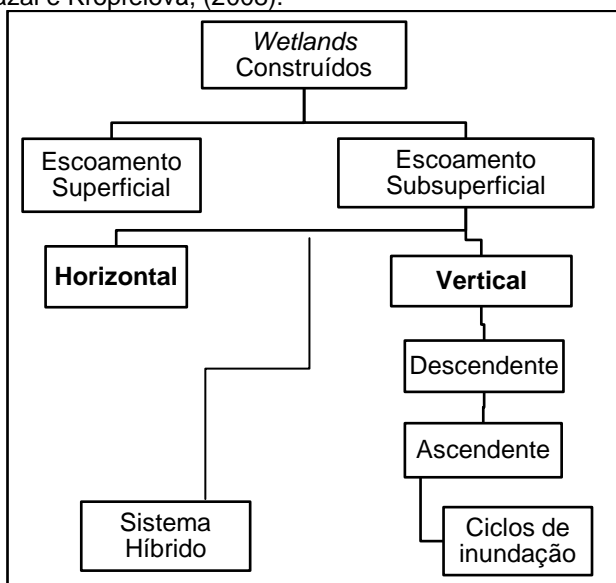 Wetlands
Construídos
Escoamento
Superficial
Escoamento
Subsuperficial
Horizontal
Vertical
Descendente
Ascendente
Sistema
Híbrido
Ciclos de
inundação